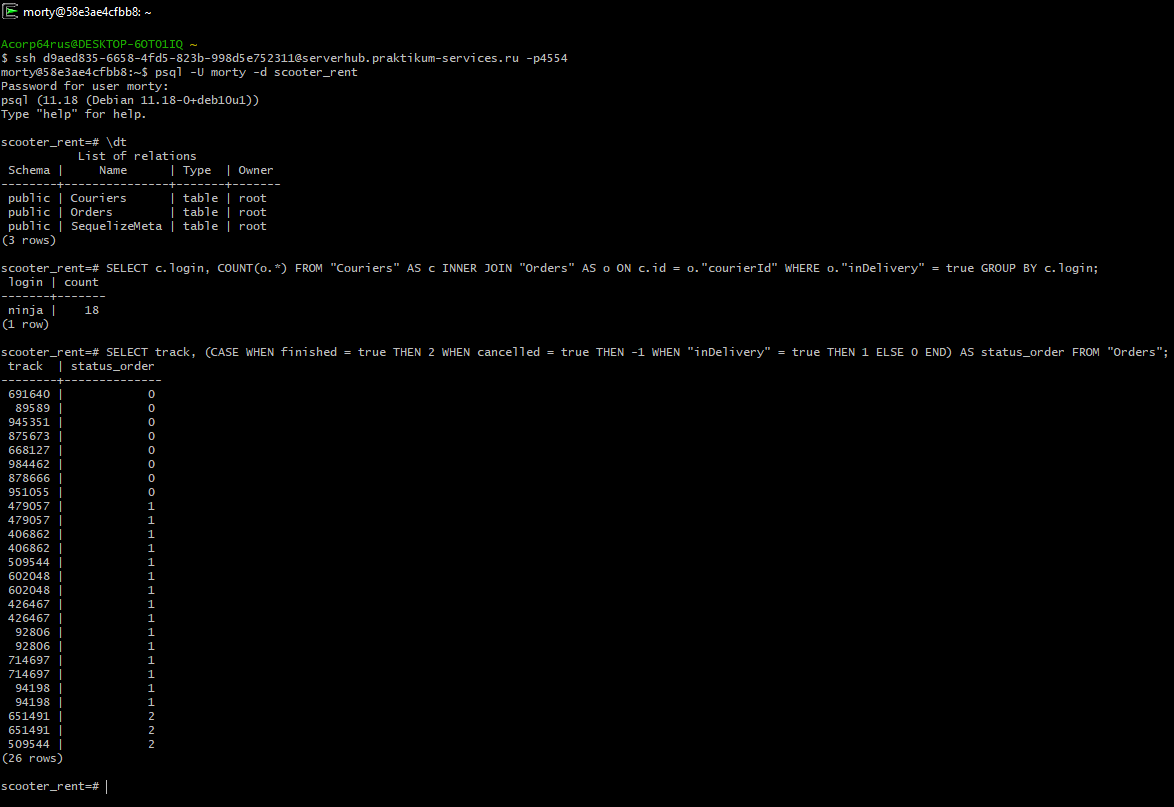 morty@58e3ae4cfbb8: ~
Acorp64rus@DESKTOP-6OTO1IQ ~
$ ssh d9aed835-6658-4fd5-823b-998d5e752311@serverhub.praktikum-services.ru -p4554
morty@58e3ae4cfbb8:~$ psql -U morty -d scooter_rent
Password for user morty:
psql (11.18 (Debian 11.18-0+deb10u1))
Type "help" for help.
scooter_rent=# \dt
List of relations
Schema | Name | Type | Owner
--------+---------------+-------+-------
public | Couriers | table | root
public | Orders | table | root
public | SequelizeMeta | table | root
(3 rows)
scooter_rent=# SELECT c.login, COUNT(o.*) FROM "Couriers" AS c INNER JOIN "Orders" AS o ON c.id = o."courierId" WHERE o."inDelivery" = true GROUP BY c.login;
login | count
-------+-------
ninja | 18
(1 row)
scooter_rent=# SELECT track, (CASE WHEN finished = true THEN 2 WHEN cancelled = true THEN -1 WHEN "inDelivery" = true THEN 1 ELSE 0 END) AS status_order FROM "Orders";
track | status_order
--------+--------------
691640 | 0
89589 | 0
945351 | 0
875673 | 0
668127 | 0
984462 | 0
878666 | 0
951055 | 0
479057 | 1
479057 | 1
406862 | 1
406862 | 1
509544 | 1
602048 | 1
602048 | 1
426467 | 1
426467 | 1
92806 | 1
92806 | 1
714697 | 1
714697 | 1
94198 | 1
94198 | 1
651491 | 2
651491 | 2
509544 | 2
(26 rows)
scooter_rent=#